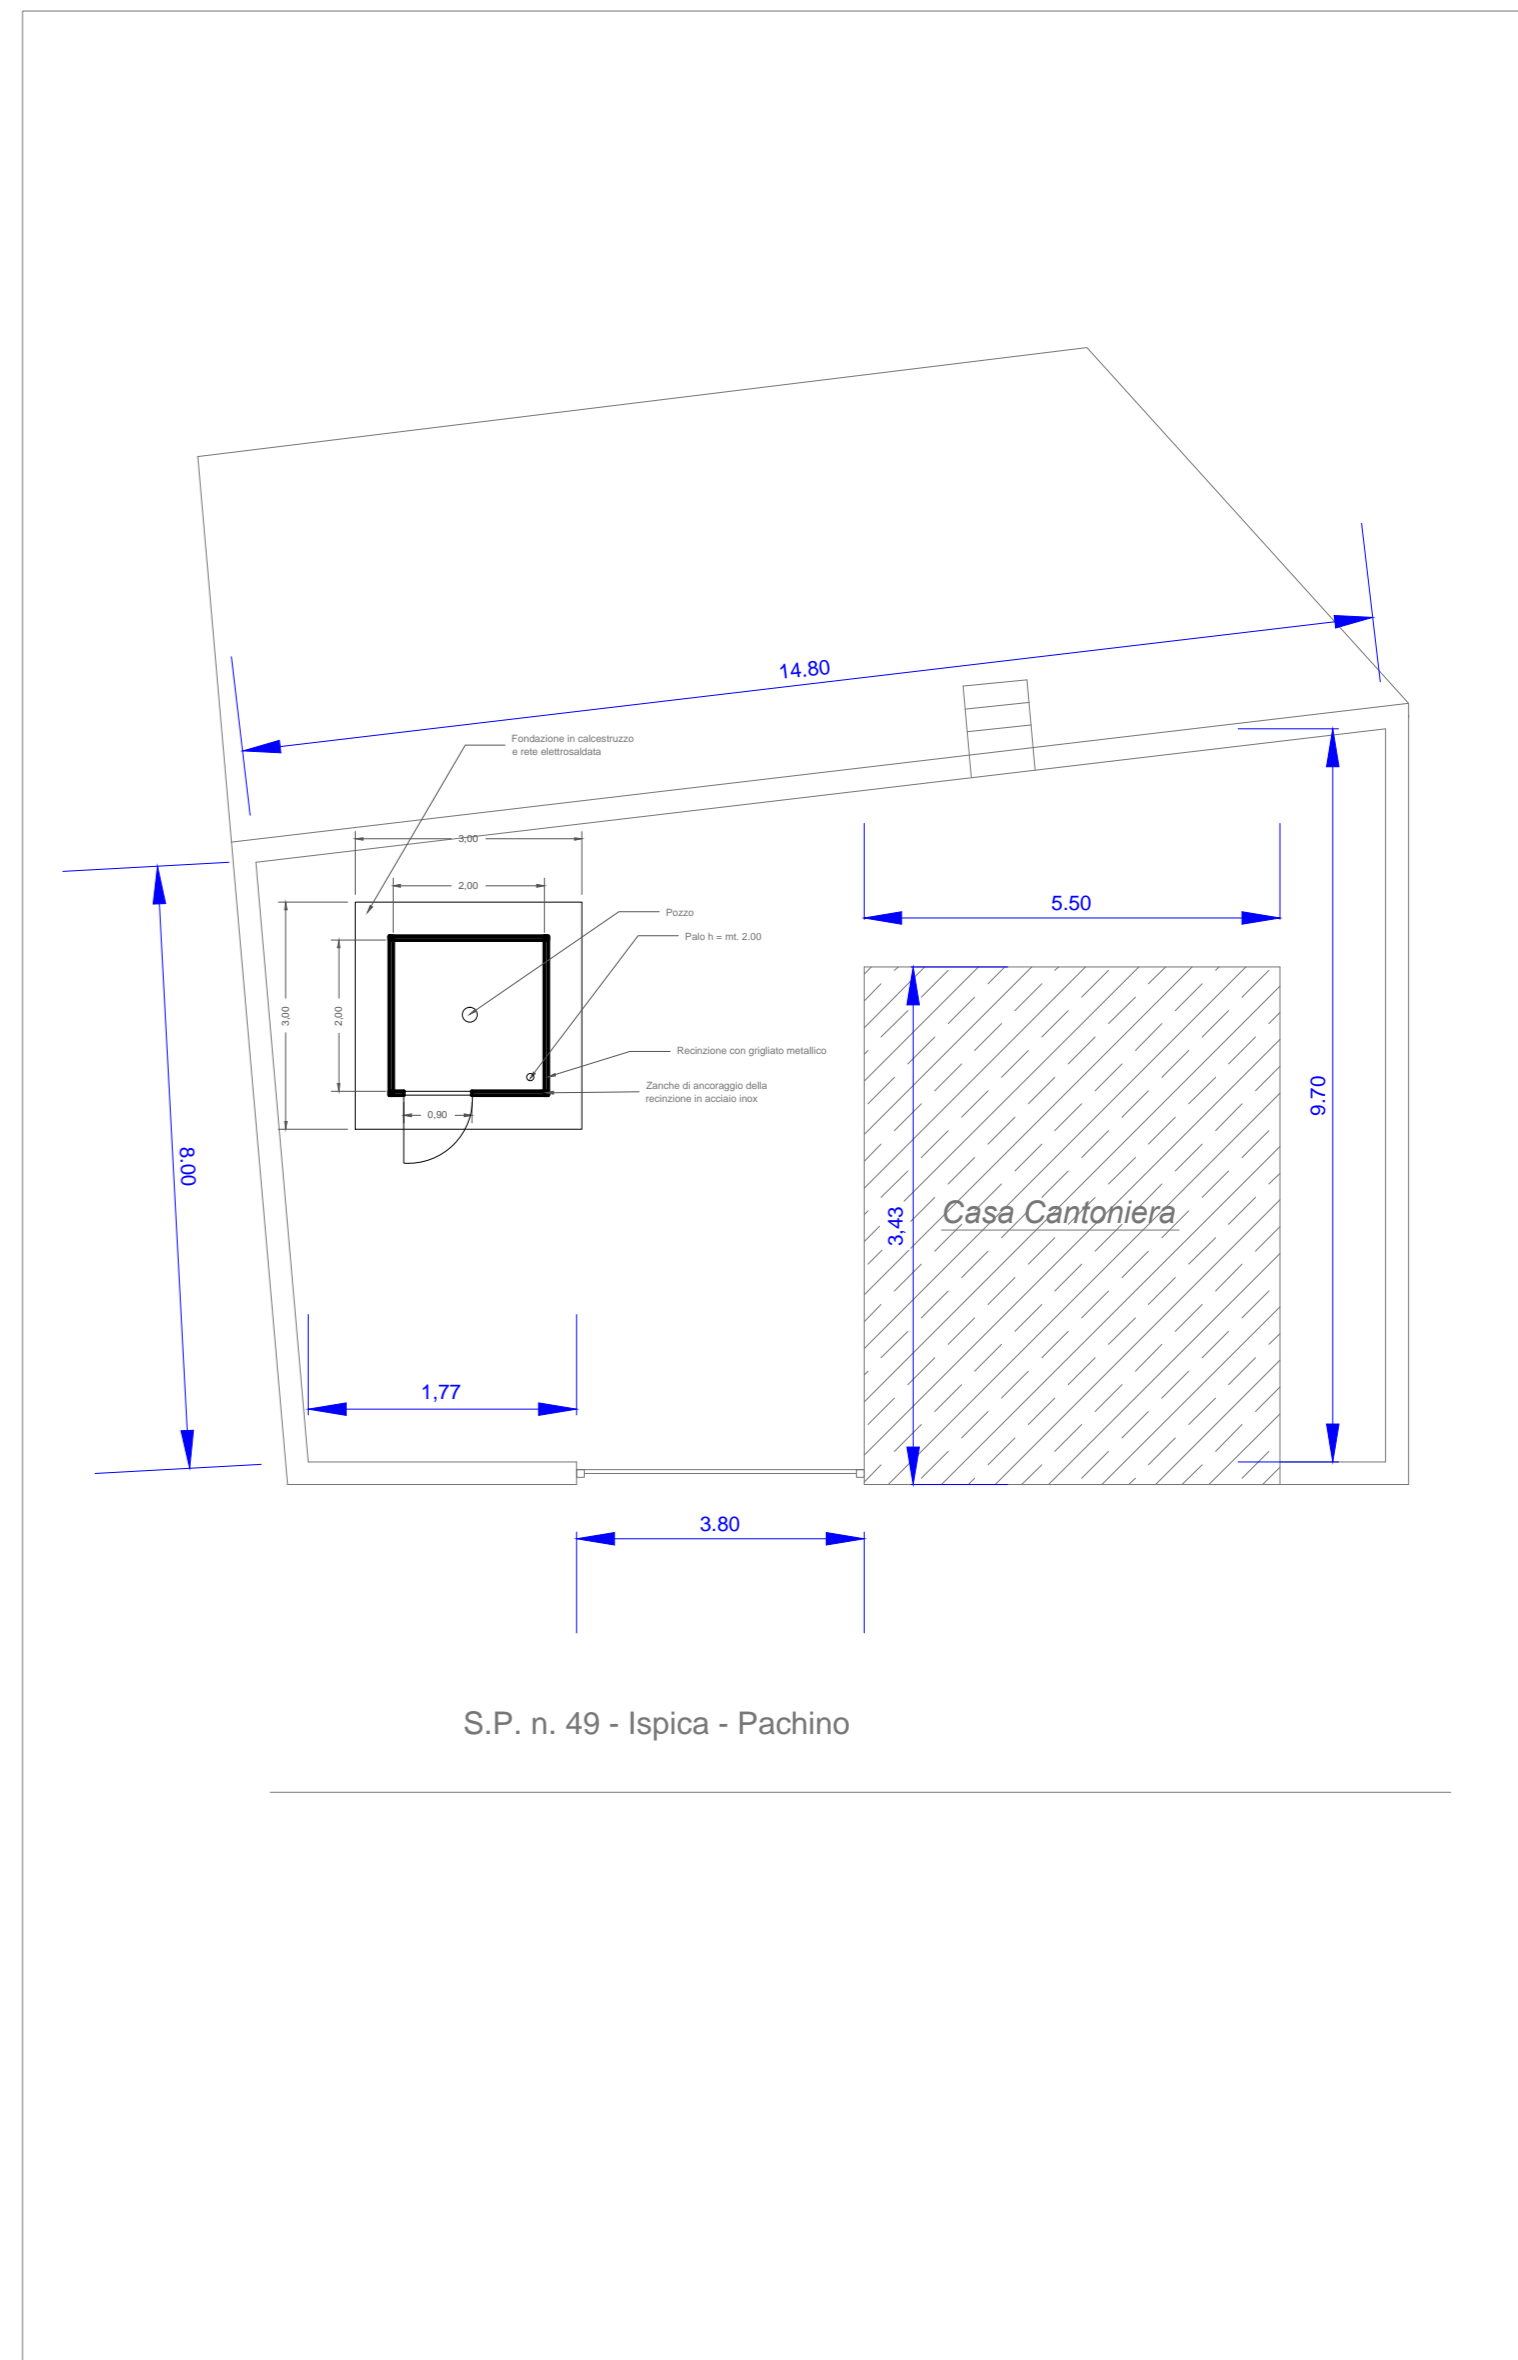 14.80
Fondazione in calcestruzzo
e rete elettrosaldata
3,00
2,00
5.50
Pozzo
Palo h = mt. 2.00
3,00
2,00
Recinzione con grigliato metallico
Zanche di ancoraggio della
recinzione in acciaio inox
0,90
9.70
8.00
3,43
Casa Cantoniera
1,77
3.80
S.P. n. 49 - Ispica - Pachino